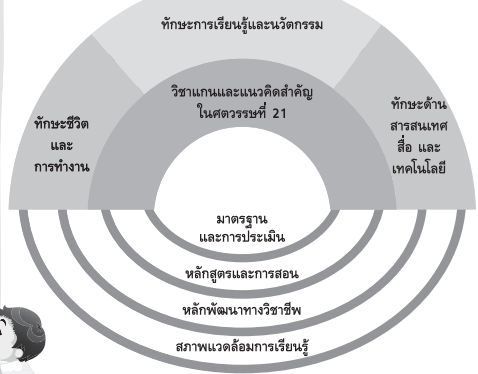 ทักษะการเรียนรู้และนวัตกรรม
วิชาแกนและแนวคิดสำคัญ
ในศตวรรษที่ 21
ทักษะชีวิต
และ
การทำงาน
ทักษะด้าน
สารสนเทศ
สื่อ และ
เทคโนโลยี
มาตรฐาน
และการประเมิน
หลักสูตรและการสอน
หลักพัฒนาทางวิชาชีพ
สภาพแวดล้อมการเรียนรู้